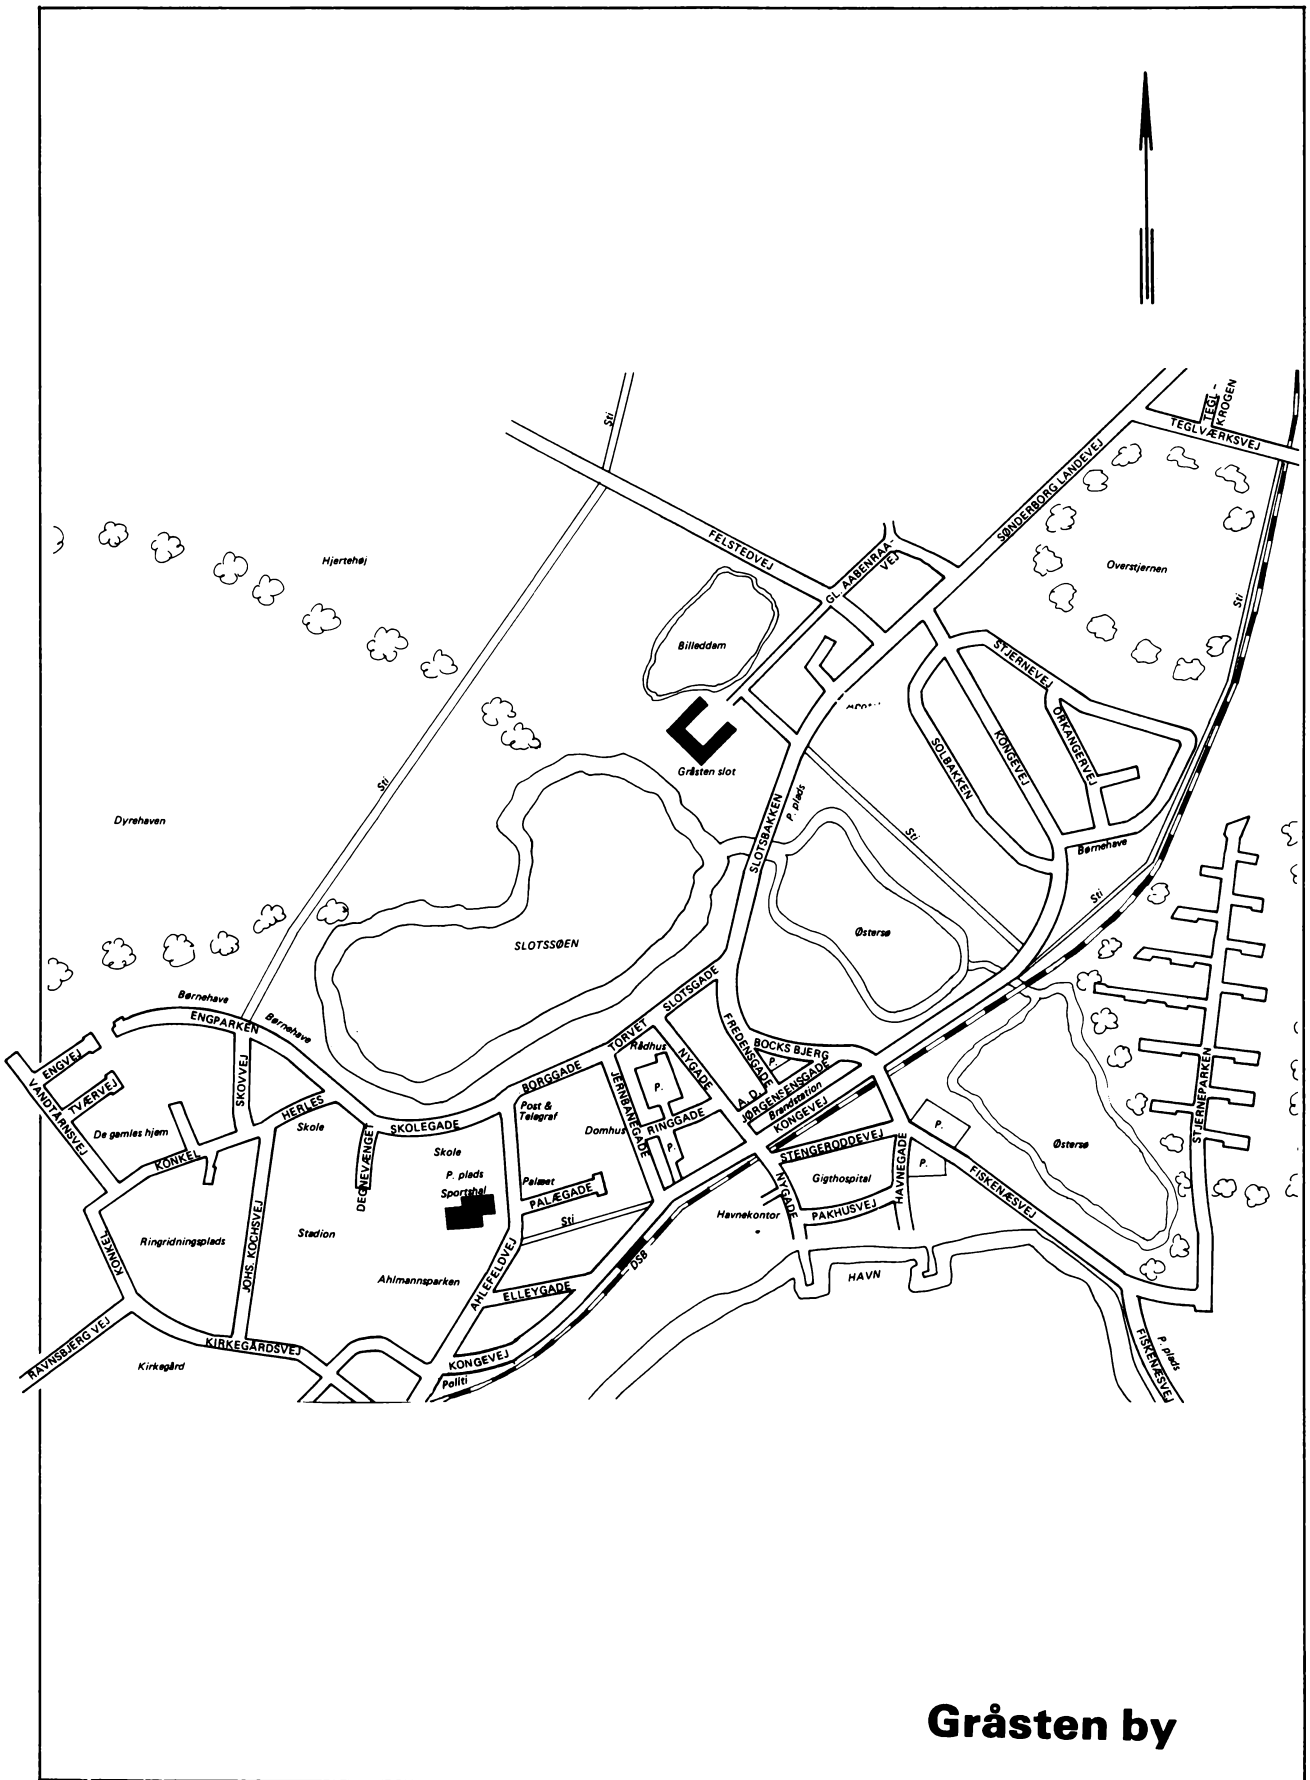 TEGL-
KROGEN
TEGLVÆRKSVEJ
Sti
SØNDERBORG LANDEVEJ
FELSTEDVEJ
GL. AABENRAA-
VEJ
Hjertehøj
Overstjernen
Sti
Billeddam
STJERNEVEJ
ØRKANGERVEJ
KONGEVEJ
SOLBAKKEN
Gråsten slot
Sti
P. plads
SLOTSBAKKEN
Sti
Børnehave
Dyrehaven
Sti
SLOTSSØEN
Østersø
Børnehave
ENGPARKEN
Børnehave
SLOTSGADE
TORVET
FREDENSGADE
BOCKS BJERG
P.
Rådhus
NYGADE
P.
ENGVEJ
TVÆRVEJ
VANDTÅRNSVEJ
SKOVVEJ
HERLES
Skole
De gamles hjem
KONKEL
SKOLEGADE
BORGGADE
Post &
Telegraf
JERNBANEGADE
Domhus
RINGGADE
P.
A. D.
JØRGENSENSGADE
Brandstation
KONGEVEJ
STENGERODDEVEJ
HAVNEGADE
P.
P.
Gigthospital
NYGADE
PAKHUSVEJ
FISKENÆSVEJ
Østersø
STJERNEPARKEN
DEGNEVÆNGET
Skole
P. plads
Sportshal
Palæet
PALÆGADE
Sti
Havnekontor
Stadion
Ringridningsplads
JOHS. KOCHSVEJ
KONKEL
Ahlmannsparken
AHLEFELDVEJ
ELLEYGADE
DSB
HAVN
RAVNSBJERG VEJ
KIRKEGÅRDSVEJ
Kirkegård
KONGEVEJ
Politi
FISKENÆSVEJ
P. plads
Gråsten by